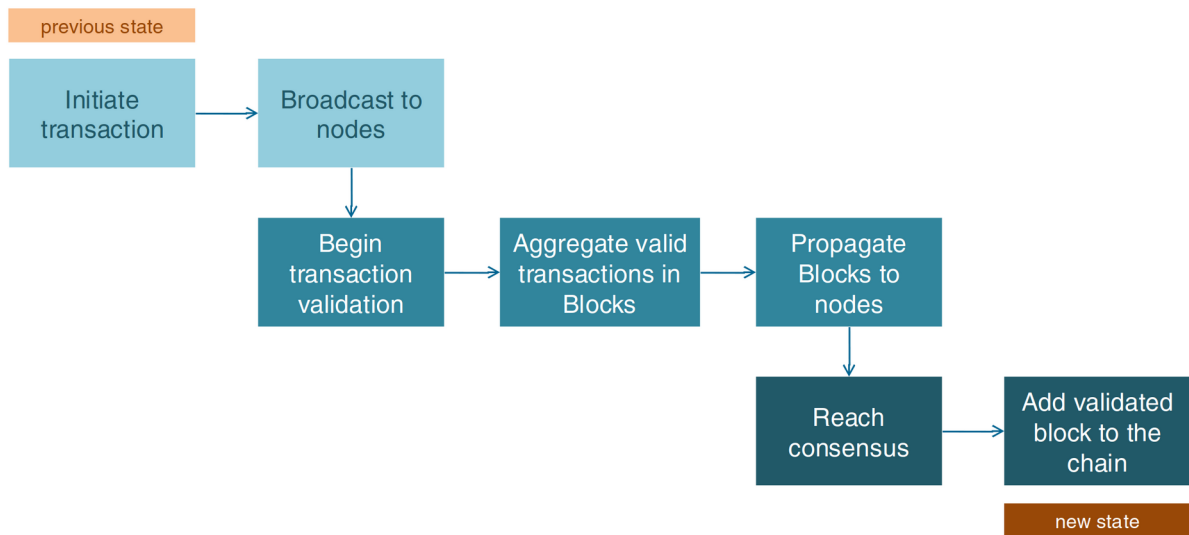 previous state
Initiate
transaction
Broadcast to
nodes
Begin
transaction
validation
Aggregate valid
transactions in
Blocks
Propagate
Blocks to
nodes
Reach
consensus
Add validated
block to the
chain
new state